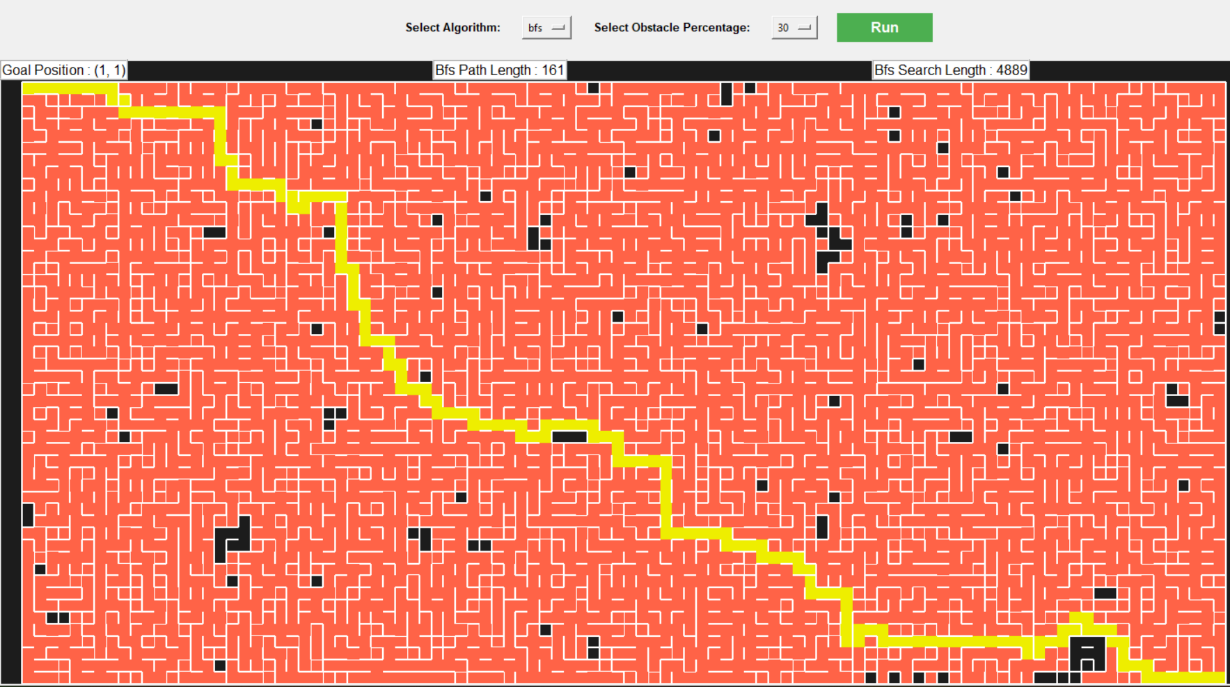 Select Algorithm: bfs Select Obstacle Percentage: 30 Run
Goal Position : (1, 1) Bfs Path Length : 161 Bfs Search Length : 4889